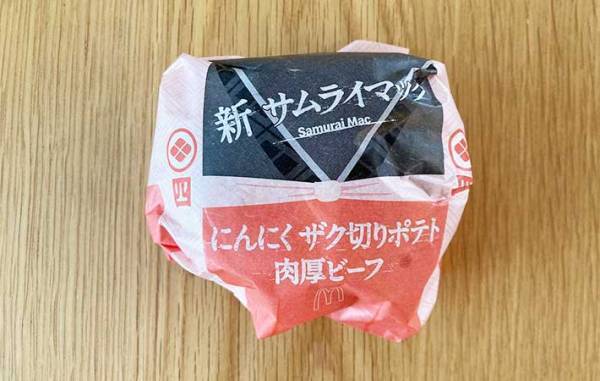 新 サムライマック
Samurai Mac
にんにく ザク切りポテト
肉厚ビーフ